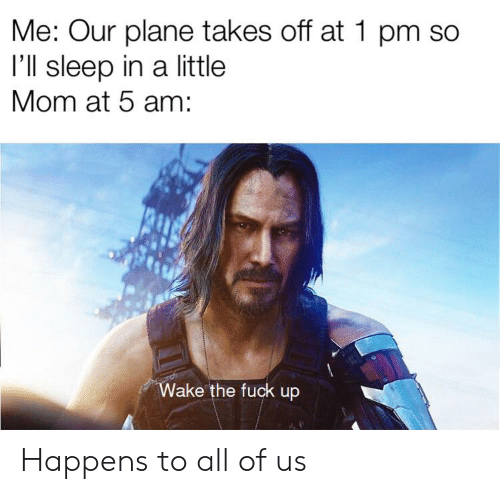 Me: Our plane takes off at 1 pm so
I'll sleep in a little
Mom at 5 am:
Wake the fuck up
Happens to all of us